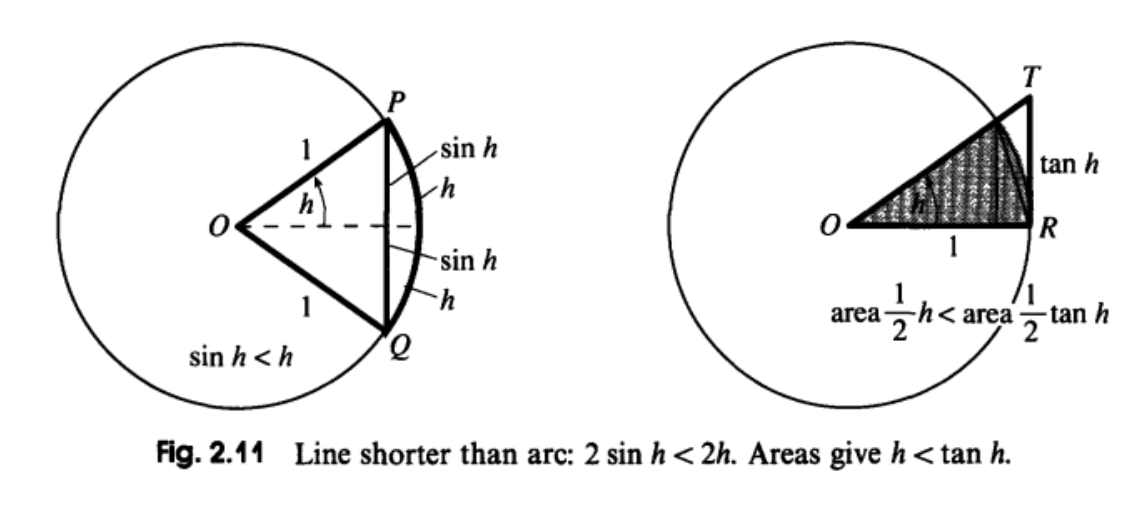 P
1
sin h
h
h
O
sin h
h
1
Q
sin h < h
T
tan h
h
O
R
1
area 1/2 h < area 1/2 tan h
Fig. 2.11 Line shorter than arc: 2 sin h < 2h. Areas give h < tan h.